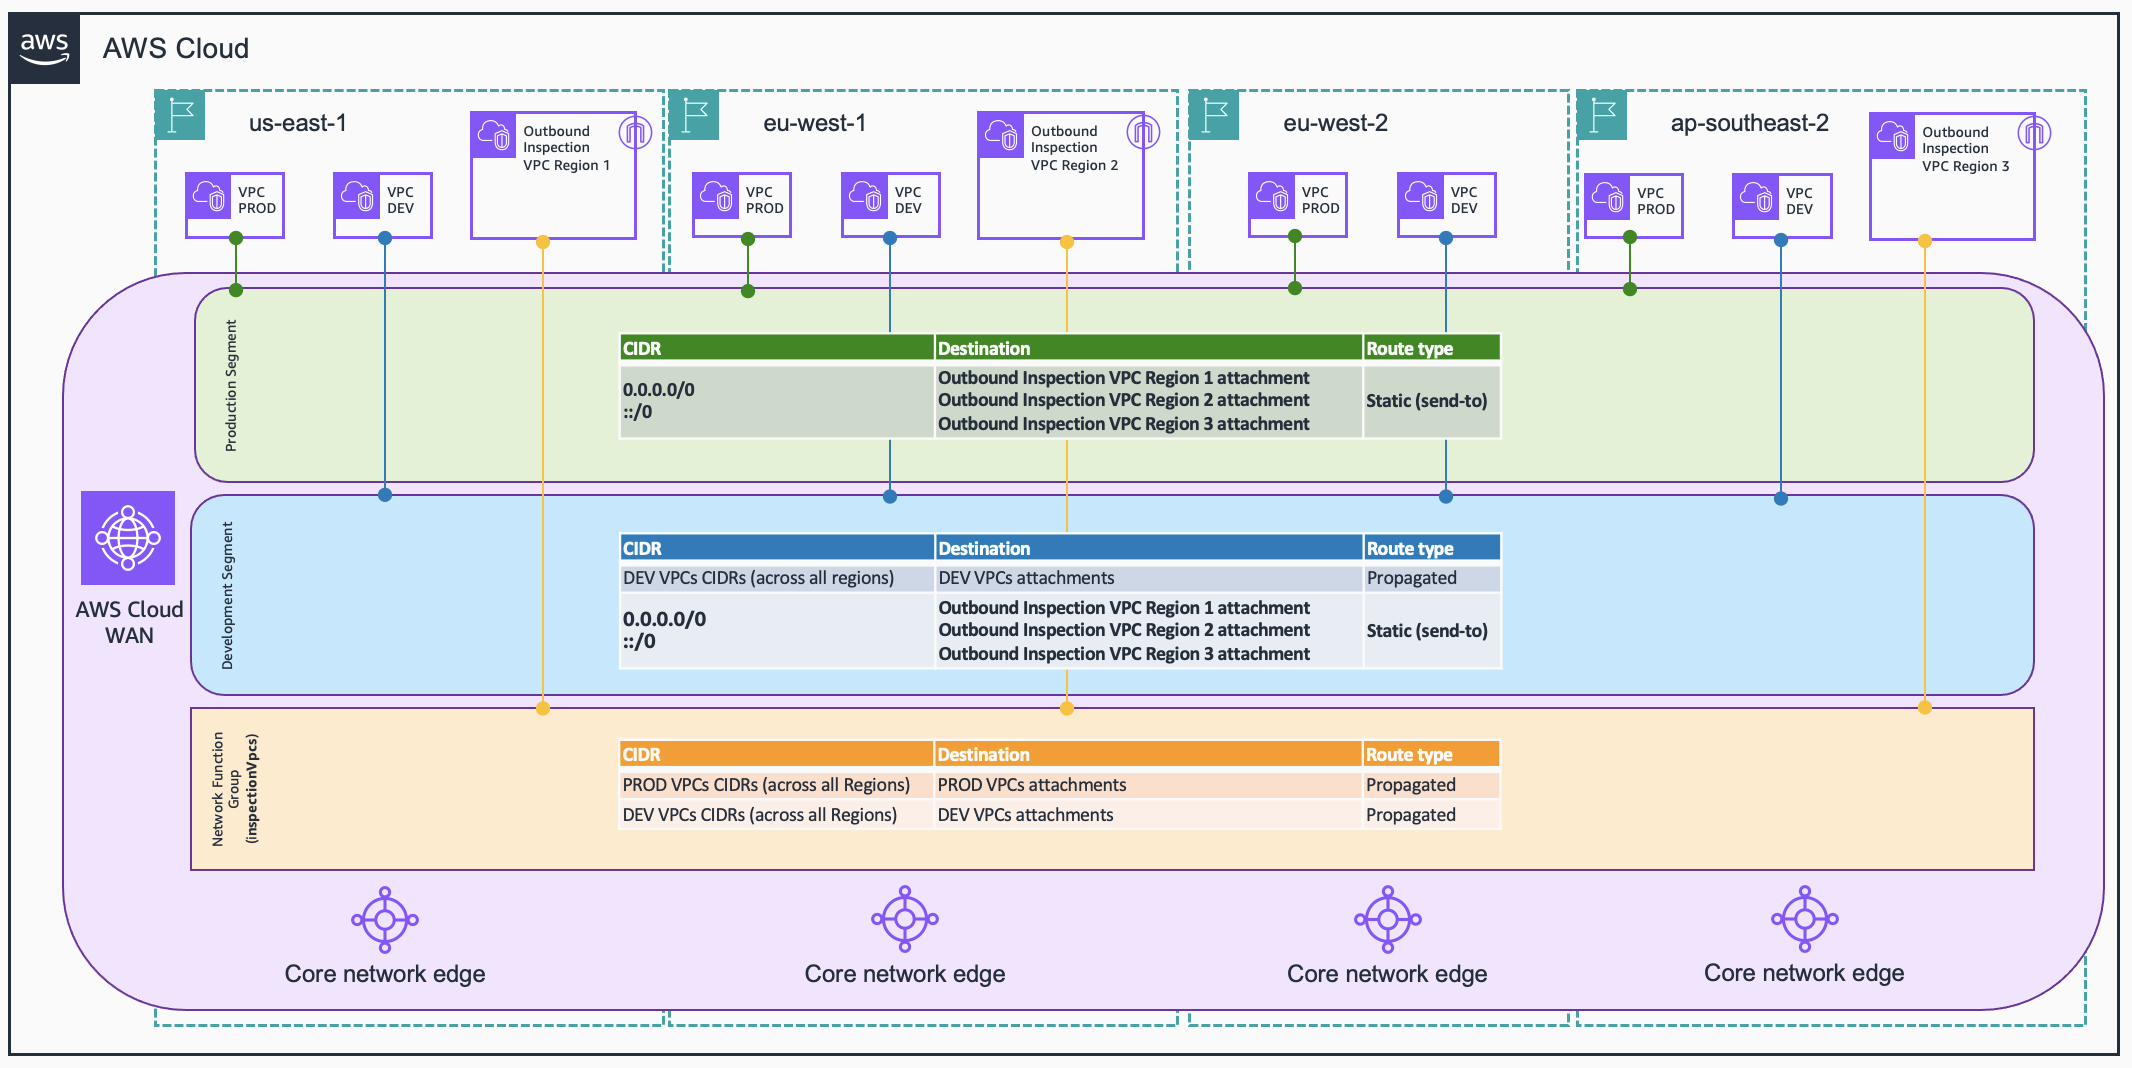 aws
AWS Cloud
us-east-1
Outbound
Inspection
VPC Region 1
VPC
PROD
VPC
DEV
eu-west-1
Outbound
Inspection
VPC Region 2
VPC
PROD
VPC
DEV
eu-west-2
VPC
PROD
VPC
DEV
ap-southeast-2
Outbound
Inspection
VPC Region 3
VPC
PROD
VPC
DEV
Production Segment
CIDR Destination Route type
0.0.0.0/0
::/0
Outbound Inspection VPC Region 1 attachment
Outbound Inspection VPC Region 2 attachment
Outbound Inspection VPC Region 3 attachment
Static (send-to)
AWS Cloud
WAN
Development Segment
CIDR Destination Route type
DEV VPCs CIDRs (across all regions) DEV VPCs attachments Propagated
0.0.0.0/0
::/0
Outbound Inspection VPC Region 1 attachment
Outbound Inspection VPC Region 2 attachment
Outbound Inspection VPC Region 3 attachment
Static (send-to)
Network Function
Group
(inspectionVpcs)
CIDR Destination Route type
PROD VPCs CIDRs (across all Regions) PROD VPCs attachments Propagated
DEV VPCs CIDRs (across all Regions) DEV VPCs attachments Propagated
Core network edge
Core network edge
Core network edge
Core network edge